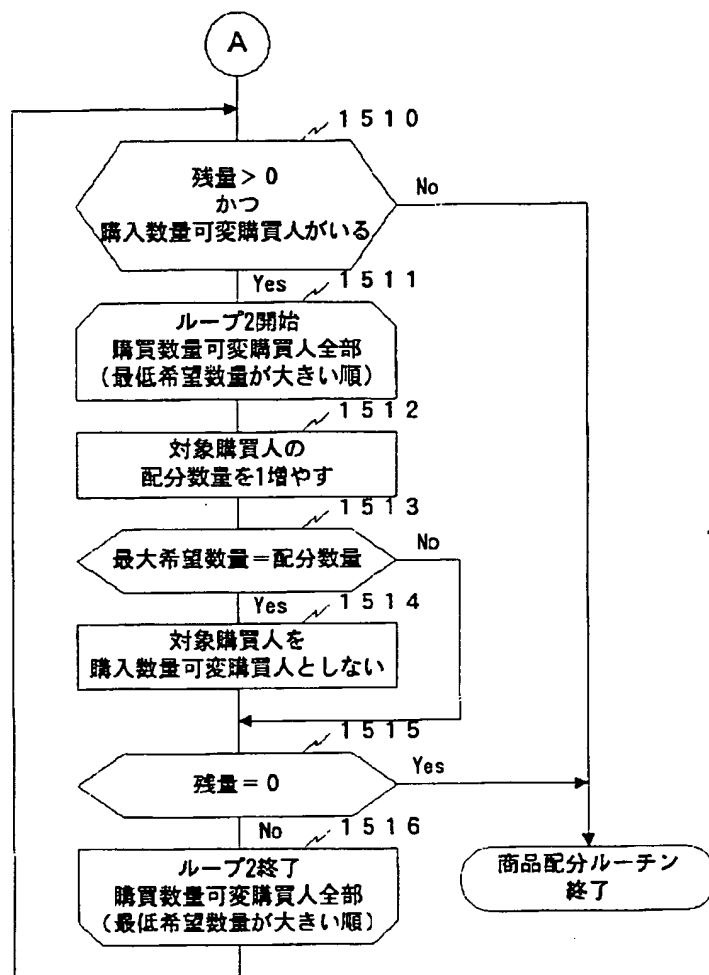 A
1510
残量>0
かつ
購入数量可変購買人がいる
No
Yes
1511
ループ2開始
購買数量可変購買人全部
(最低希望数量が大きい順)
1512
対象購買人の
配分数量を1増やす
1513
最大希望数量=配分数量
No
Yes
1514
対象購買人を
購入数量可変購買人としない
1515
残量=0
Yes
No
1516
ループ2終了
購買数量可変購買人全部
(最低希望数量が大きい順)
商品配分ルーチン
終了